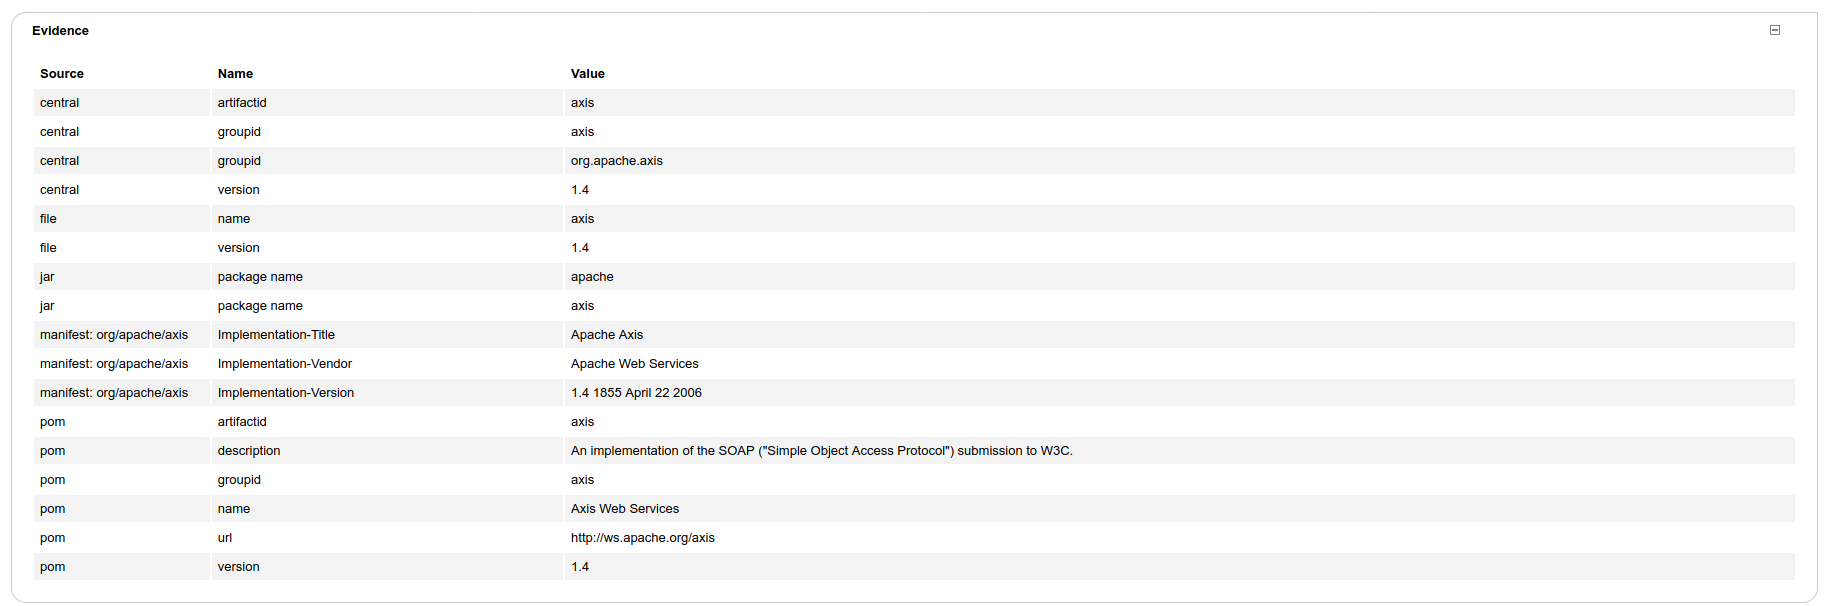 Evidence
Source Name Value
central artifactid axis
central groupid axis
central groupid org.apache.axis
central version 1.4
file name axis
file version 1.4
jar package name apache
jar package name axis
manifest: org/apache/axis Implementation-Title Apache Axis
manifest: org/apache/axis Implementation-Vendor Apache Web Services
manifest: org/apache/axis Implementation-Version 1.4 1855 April 22 2006
pom artifactid axis
pom description An implementation of the SOAP ("Simple Object Access Protocol") submission to W3C.
pom groupid axis
pom name Axis Web Services
pom url http://ws.apache.org/axis
pom version 1.4